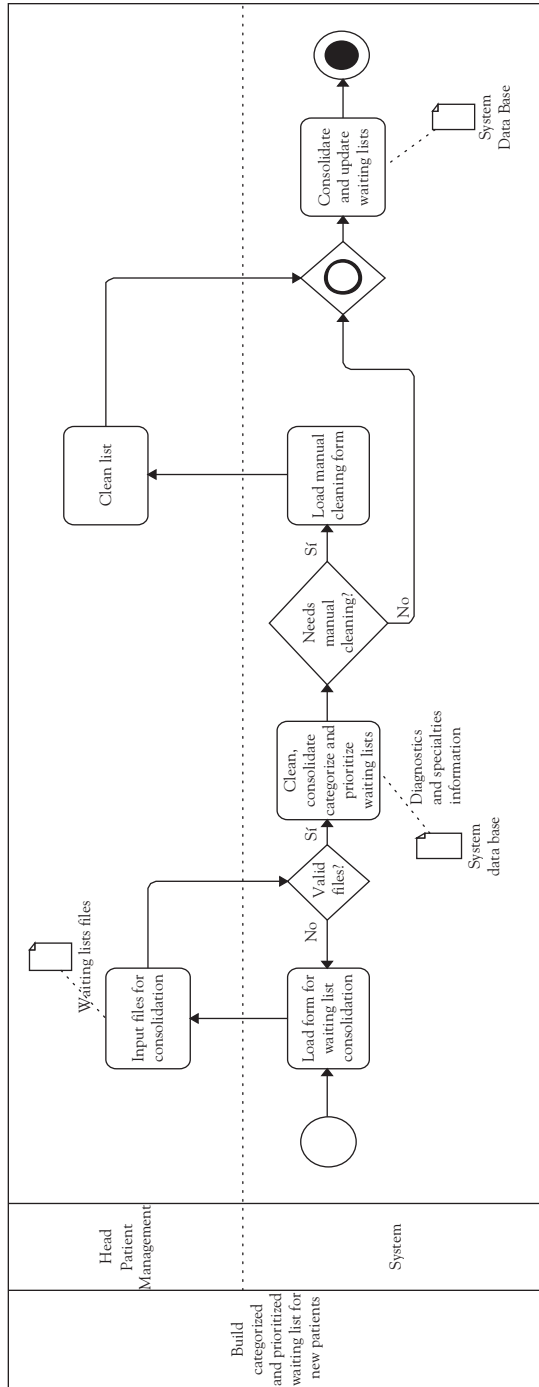 Build
categorized
and prioritized
waiting list for
new patients
Head
Patient
Management
System
Waiting lists files
Input files for
consolidation
Load form for
waiting list
consolidation
No
Valid
files?
Sí
Clean,
consolidate
categorize and
prioritize
waiting lists
Diagnostics
and specialties
information
System
data base
Needs
manual
cleaning?
Sí
No
Load manual
cleaning form
Clean list
Consolidate
and update
waiting lists
System
Data Base